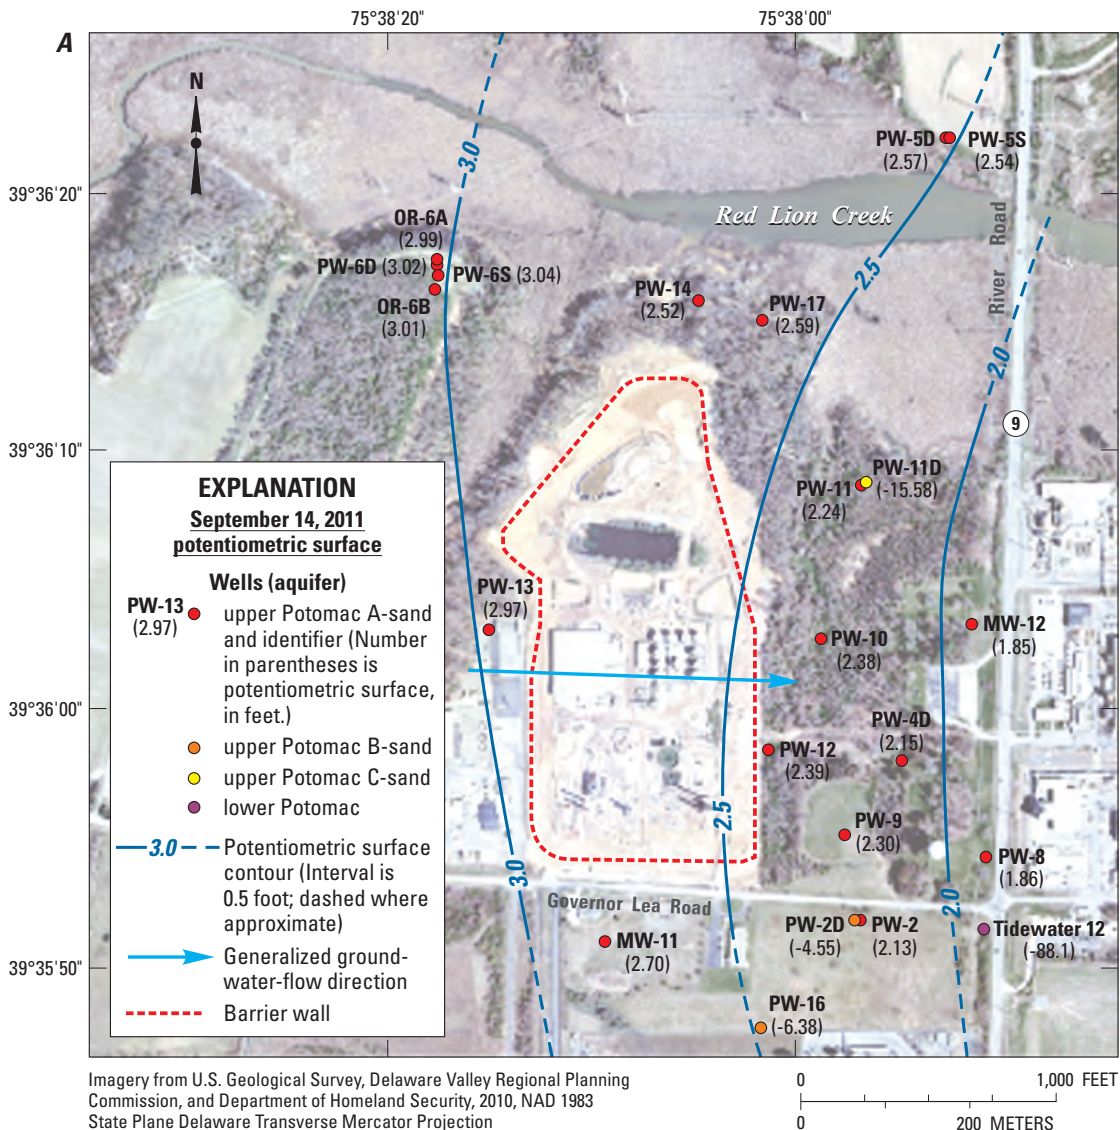 A
75°38'20"
75°38'00"
N
3.0
PW-5D
(2.57)
PW-5S
(2.54)
39°36'20"
Red Lion Creek
River Road
OR-6A
(2.99)
PW-6D (3.02)
PW-6S (3.04)
OR-6B
(3.01)
2.5
PW-14
(2.52)
PW-17
(2.59)
2.0
9
39°36'10"
PW-11D
(-15.58)
PW-11
(2.24)
EXPLANATION
September 14, 2011
potentiometric surface
Wells (aquifer)
PW-13
(2.97)
upper Potomac A-sand
and identifier (Number
in parentheses is
potentiometric surface,
in feet.)
upper Potomac B-sand
upper Potomac C-sand
lower Potomac
3.0
Potentiometric surface
contour (Interval is
0.5 foot; dashed where
approximate)
Generalized ground-
water-flow direction
Barrier wall
PW-13
(2.97)
MW-12
(1.85)
PW-10
(2.38)
39°36'00"
PW-4D
(2.15)
PW-12
(2.39)
2.5
PW-9
(2.30)
PW-8
(1.86)
3.0
2.0
Governor Lea Road
PW-2D
(-4.55)
PW-2
(2.13)
Tidewater 12
(-88.1)
MW-11
(2.70)
39°35'50"
PW-16
(-6.38)
Imagery from U.S. Geological Survey, Delaware Valley Regional Planning
Commission, and Department of Homeland Security, 2010, NAD 1983
State Plane Delaware Transverse Mercator Projection
0
1,000 FEET
0
200 METERS